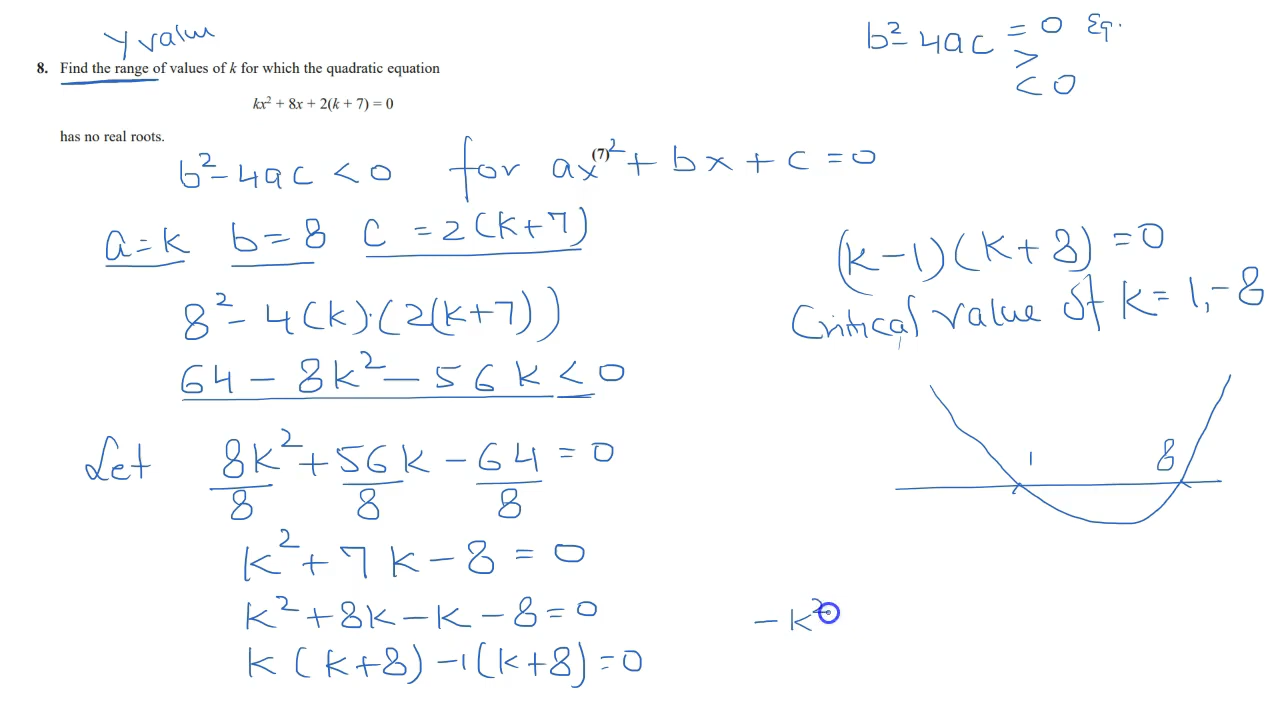 y value
b² - 4ac = 0 Eq.
>
< 0
8. Find the range of values of k for which the quadratic equation
kx² + 8x + 2(k + 7) = 0
has no real roots.
(7)
b² - 4ac < 0 for ax² + bx + c = 0
a = k b = 8 c = 2(k+7)
8² - 4(k)·(2(k+7))
64 - 8k² - 56k < 0
Let 8k² + 56k - 64 = 0
8 8 8
k² + 7k - 8 = 0
k² + 8k - k - 8 = 0
k(k+8) -1(k+8) = 0
(k-1)(k+8) = 0
Critical value of k = 1, -8
1 8
- k²